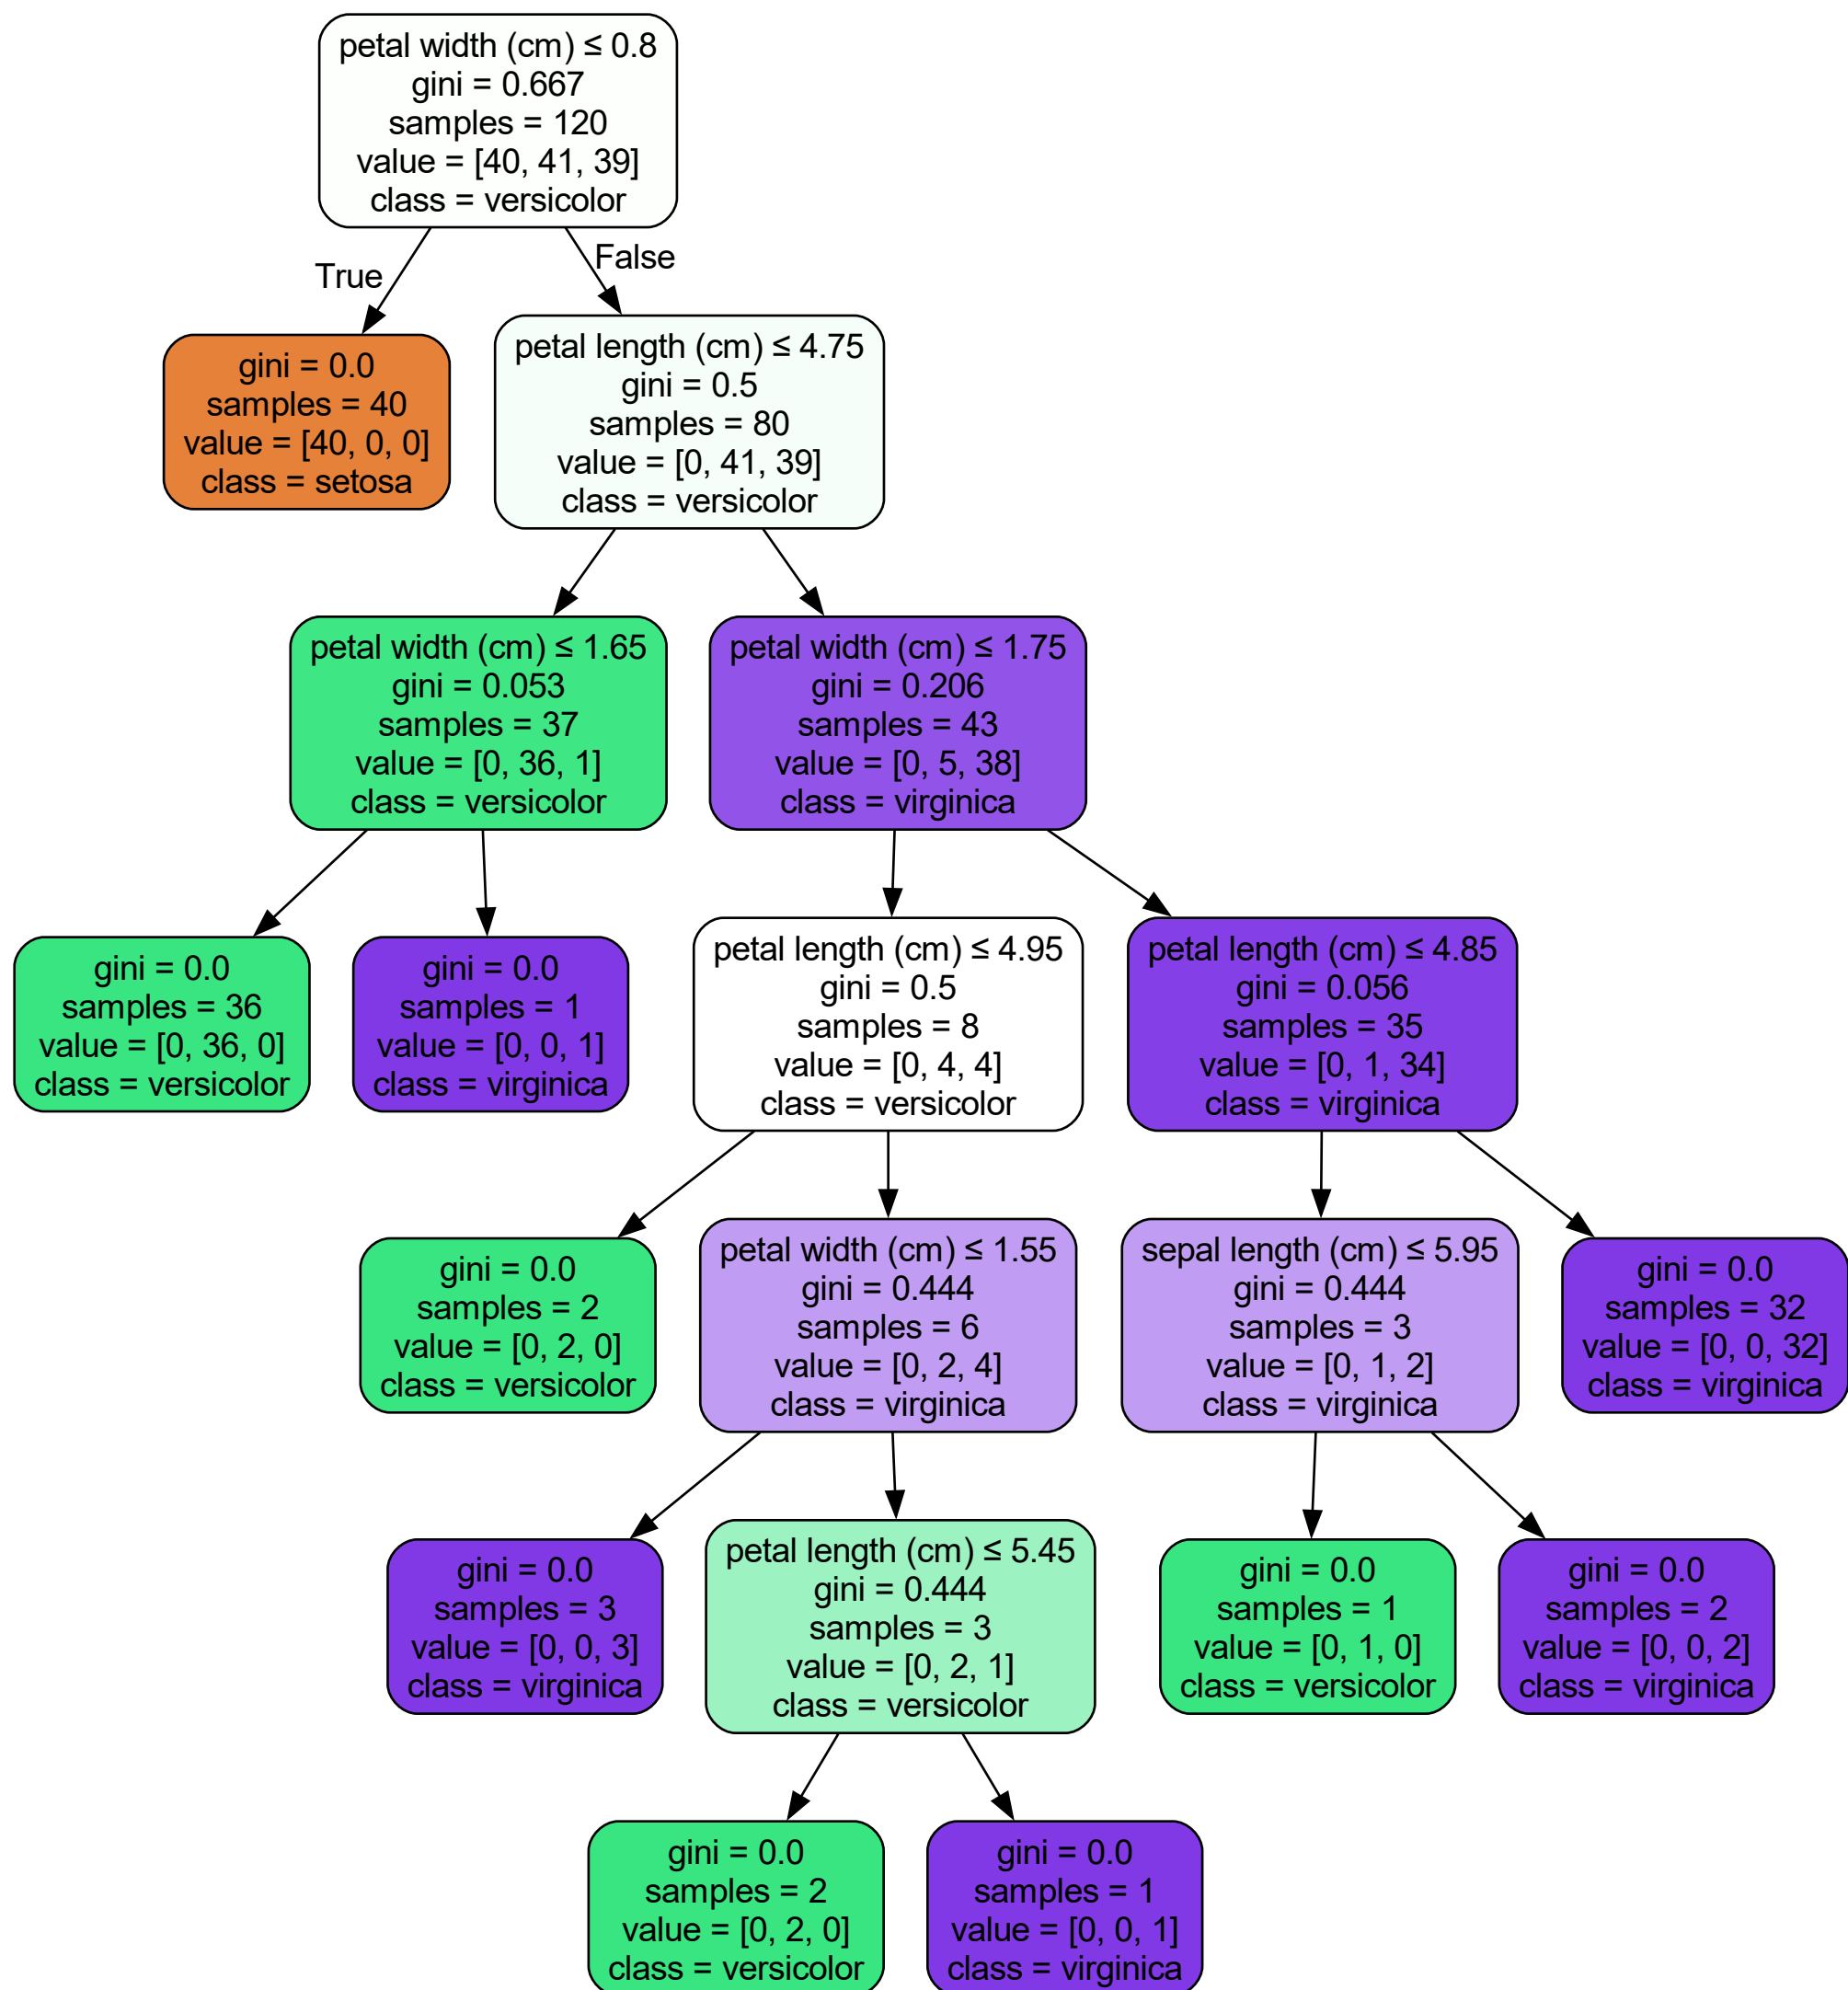 petal width (cm) ≤ 0.8
gini = 0.667
samples = 120
value = [40, 41, 39]
class = versicolor
True
False
gini = 0.0
samples = 40
value = [40, 0, 0]
class = setosa
petal length (cm) ≤ 4.75
gini = 0.5
samples = 80
value = [0, 41, 39]
class = versicolor
petal width (cm) ≤ 1.65
gini = 0.053
samples = 37
value = [0, 36, 1]
class = versicolor
petal width (cm) ≤ 1.75
gini = 0.206
samples = 43
value = [0, 5, 38]
class = virginica
gini = 0.0
samples = 36
value = [0, 36, 0]
class = versicolor
gini = 0.0
samples = 1
value = [0, 0, 1]
class = virginica
petal length (cm) ≤ 4.95
gini = 0.5
samples = 8
value = [0, 4, 4]
class = versicolor
petal length (cm) ≤ 4.85
gini = 0.056
samples = 35
value = [0, 1, 34]
class = virginica
gini = 0.0
samples = 2
value = [0, 2, 0]
class = versicolor
petal width (cm) ≤ 1.55
gini = 0.444
samples = 6
value = [0, 2, 4]
class = virginica
sepal length (cm) ≤ 5.95
gini = 0.444
samples = 3
value = [0, 1, 2]
class = virginica
gini = 0.0
samples = 32
value = [0, 0, 32]
class = virginica
gini = 0.0
samples = 3
value = [0, 0, 3]
class = virginica
petal length (cm) ≤ 5.45
gini = 0.444
samples = 3
value = [0, 2, 1]
class = versicolor
gini = 0.0
samples = 1
value = [0, 1, 0]
class = versicolor
gini = 0.0
samples = 2
value = [0, 0, 2]
class = virginica
gini = 0.0
samples = 2
value = [0, 2, 0]
class = versicolor
gini = 0.0
samples = 1
value = [0, 0, 1]
class = virginica